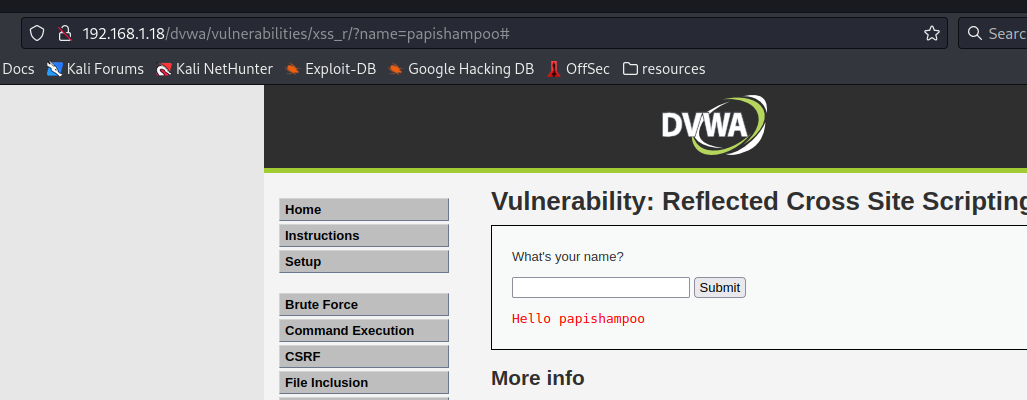 192.168.1.18/dvwa/vulnerabilities/xss_r/?name=papishampoo#
Searc
Docs Kali Forums Kali NetHunter Exploit-DB Google Hacking DB OffSec resources
DVWA
Home
Instructions
Setup
Brute Force
Command Execution
CSRF
File Inclusion
Vulnerability: Reflected Cross Site Scripting
What's your name?
Submit
Hello papishampoo
More info